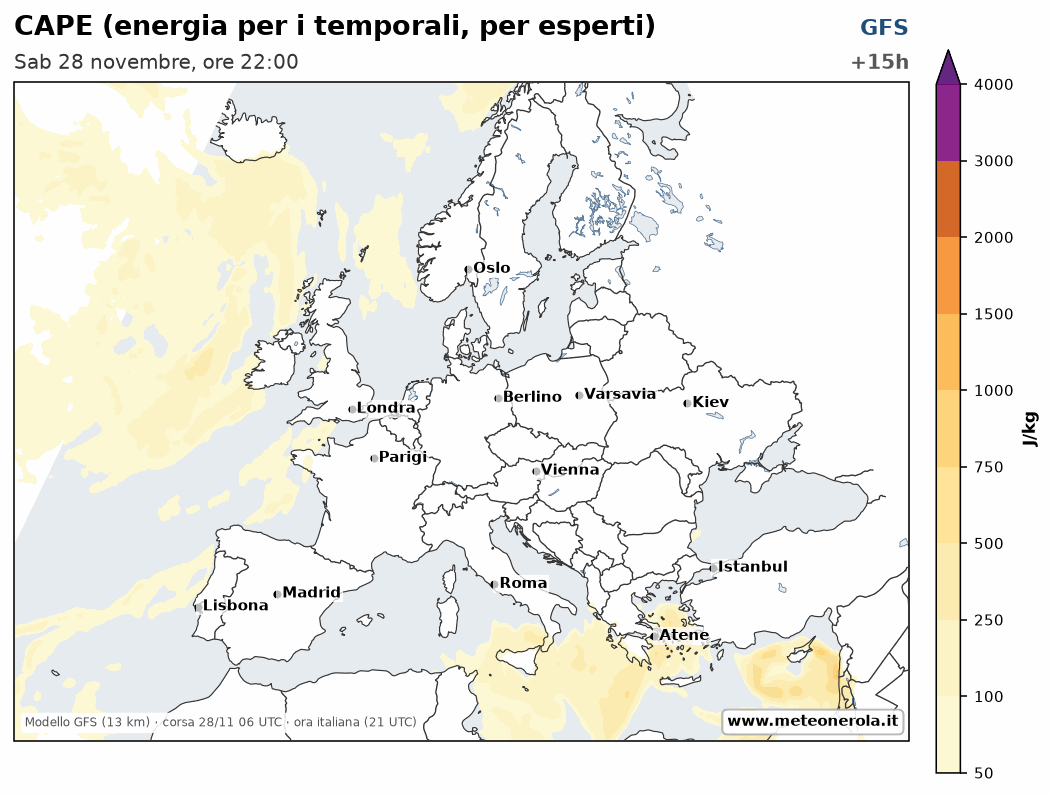 CAPE (energia per i temporali, per esperti)
GFS
Sab 28 novembre, ore 22:00
+15h
4000
3000
2000
1500
1000
750
500
250
100
50
J/kg
Oslo
Londra
Berlino
Varsavia
Kiev
Parigi
Vienna
Istanbul
Roma
Madrid
Lisbona
Atene
Modello GFS (13 km) · corsa 28/11 06 UTC · ora italiana (21 UTC)
www.meteonerola.it